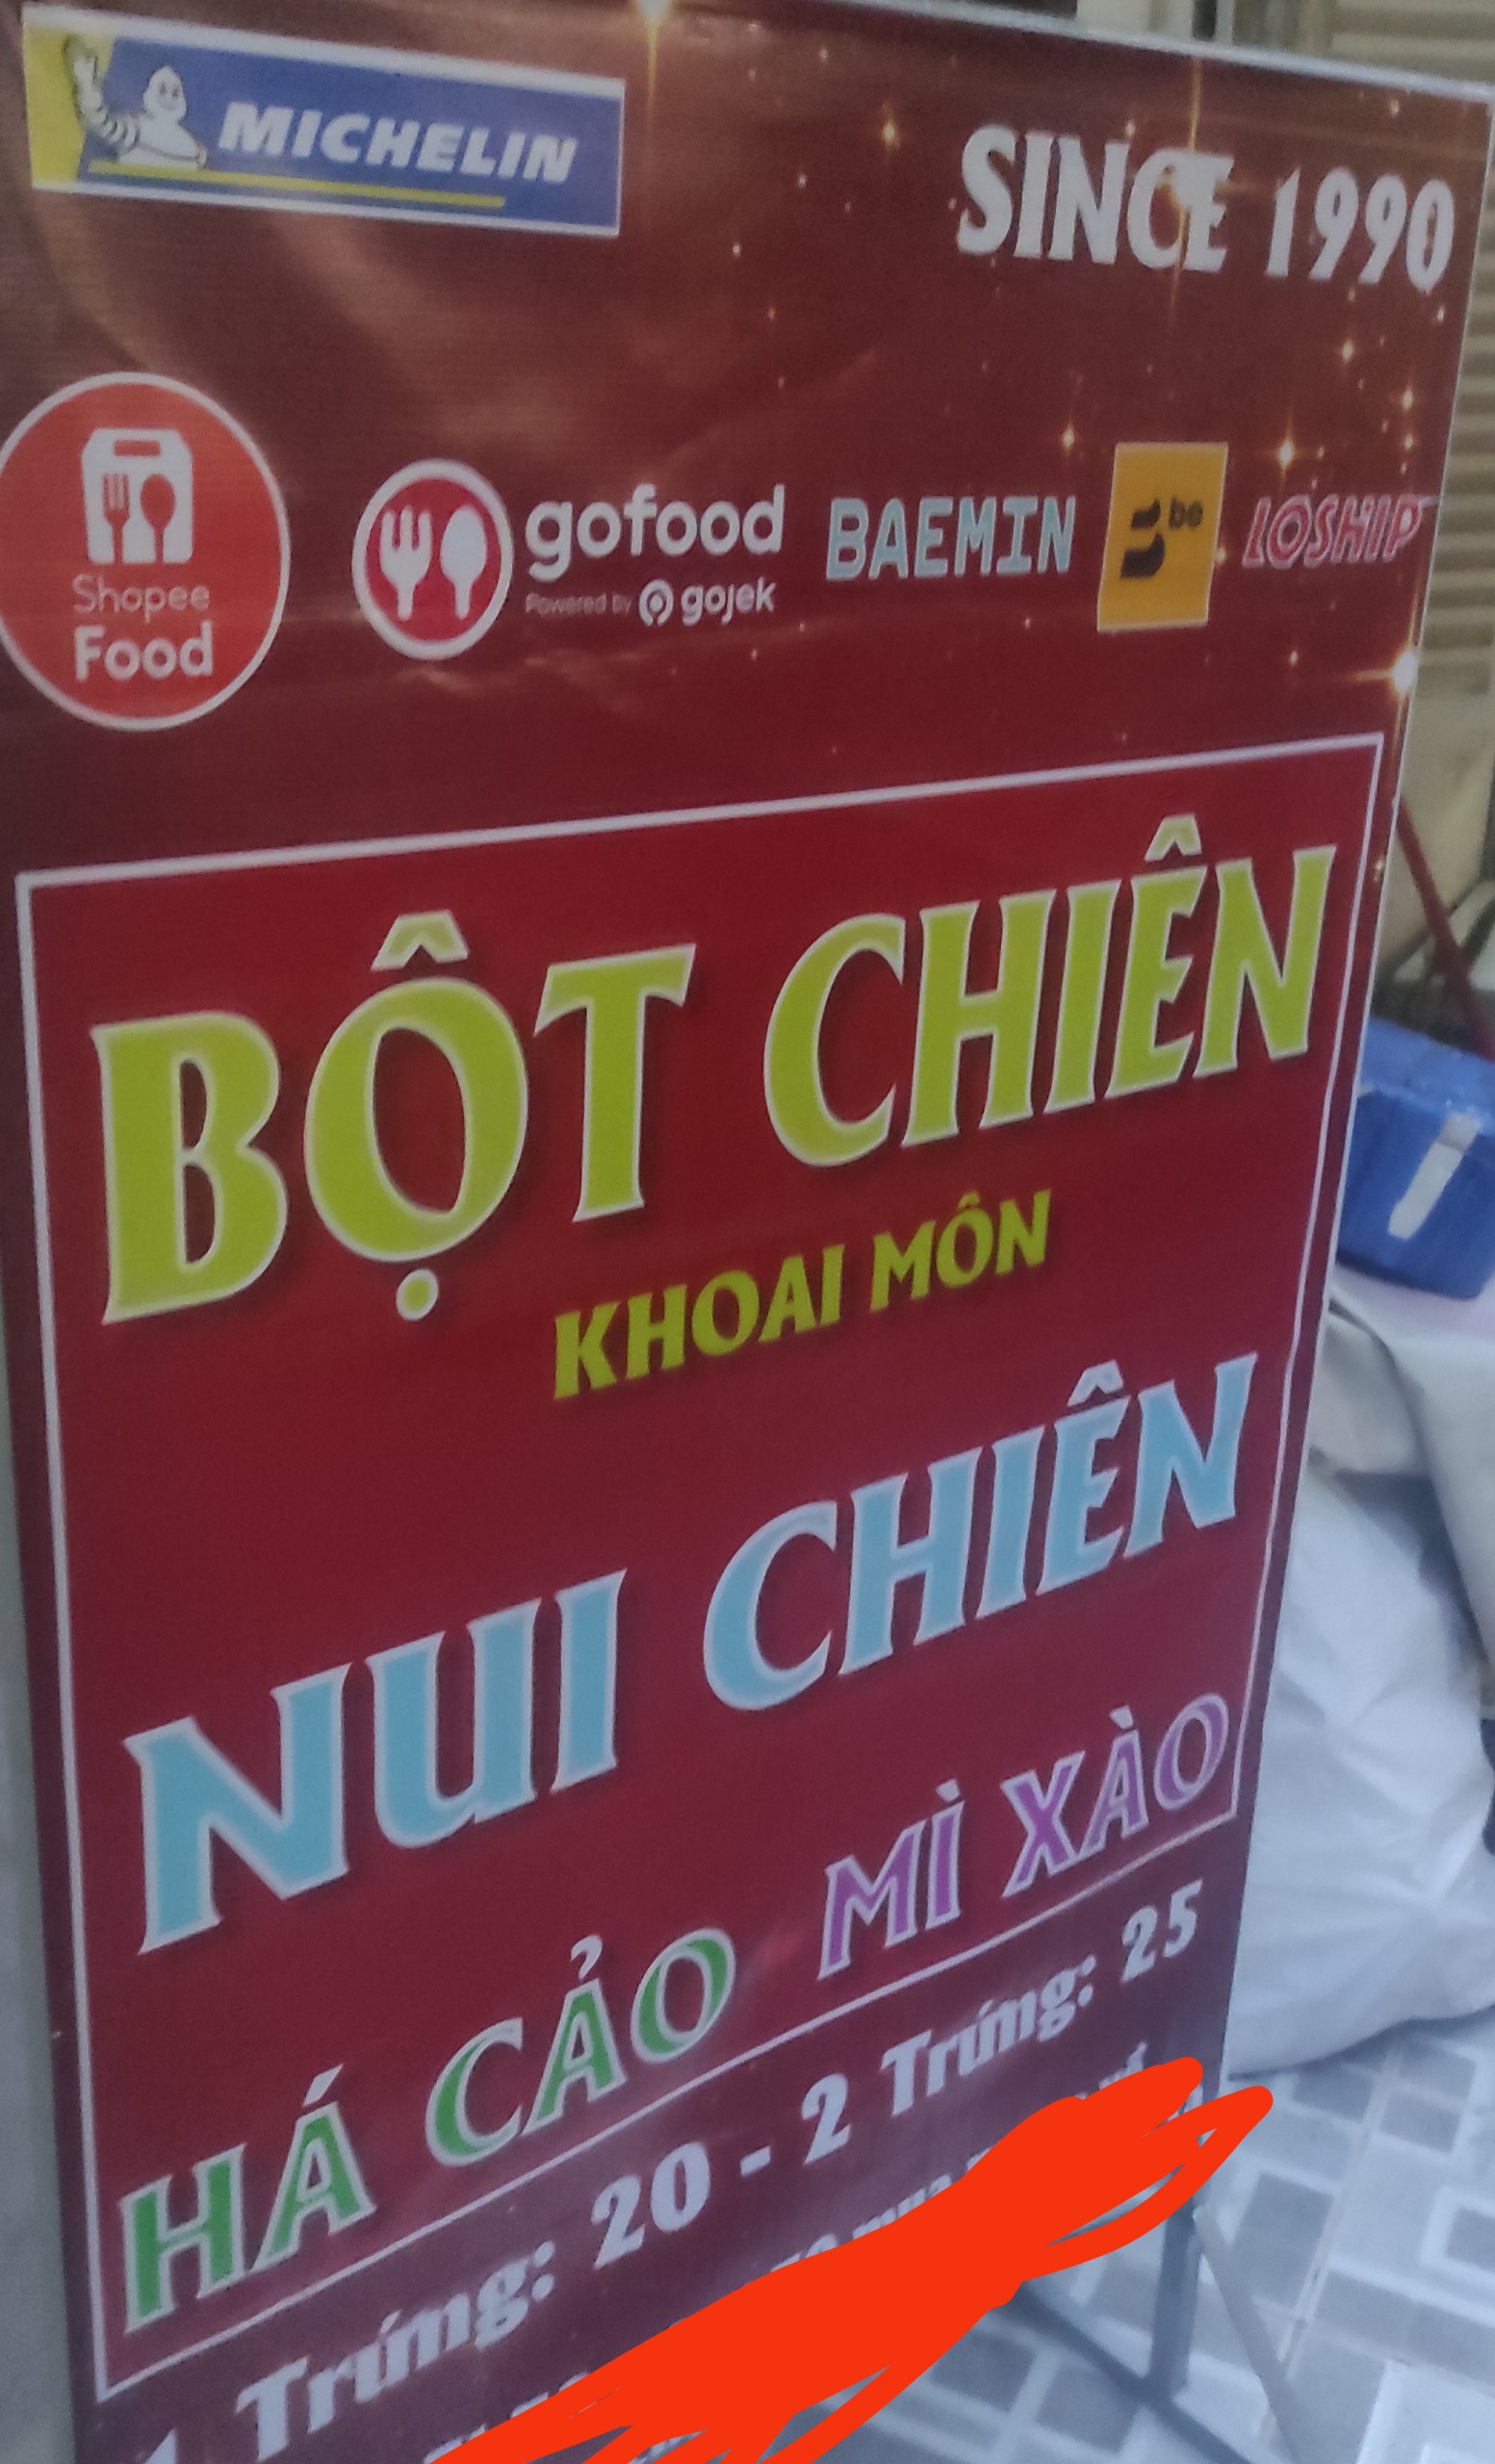 MICHELIN
SINCE 1990
Shopee
Food
gofood
Powered by gojek
BAEMIN
be
LOSHIP
BỘT CHIÊN
KHOAI MÔN
NUI CHIÊN
HÁ CẢO MÌ XÀO
1 Trứng: 20 - 2 Trứng: 25